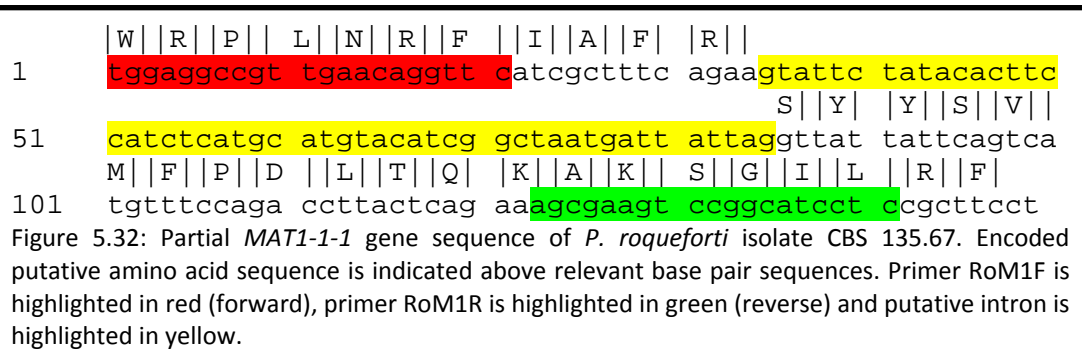 |W||R||P|| L||N||R||F ||I||A||F| |R||
1 tggaggccgt tgaacaggtt catcgctttc agaagtattc tatacacttc
S||Y| |Y||S||V||
51 catctcatgc atgtacatcg gctaatgatt attaggttat tattcagtca
M||F||P||D ||L||T||Q| |K||A||K|| S||G||I||L ||R||F|
101 tgtttccaga ccttactcag aaagcgaagt ccggcatcct ccgcttcct
Figure 5.32: Partial MAT1-1-1 gene sequence of P. roqueforti isolate CBS 135.67. Encoded
putative amino acid sequence is indicated above relevant base pair sequences. Primer RoM1F is
highlighted in red (forward), primer RoM1R is highlighted in green (reverse) and putative intron is
highlighted in yellow.